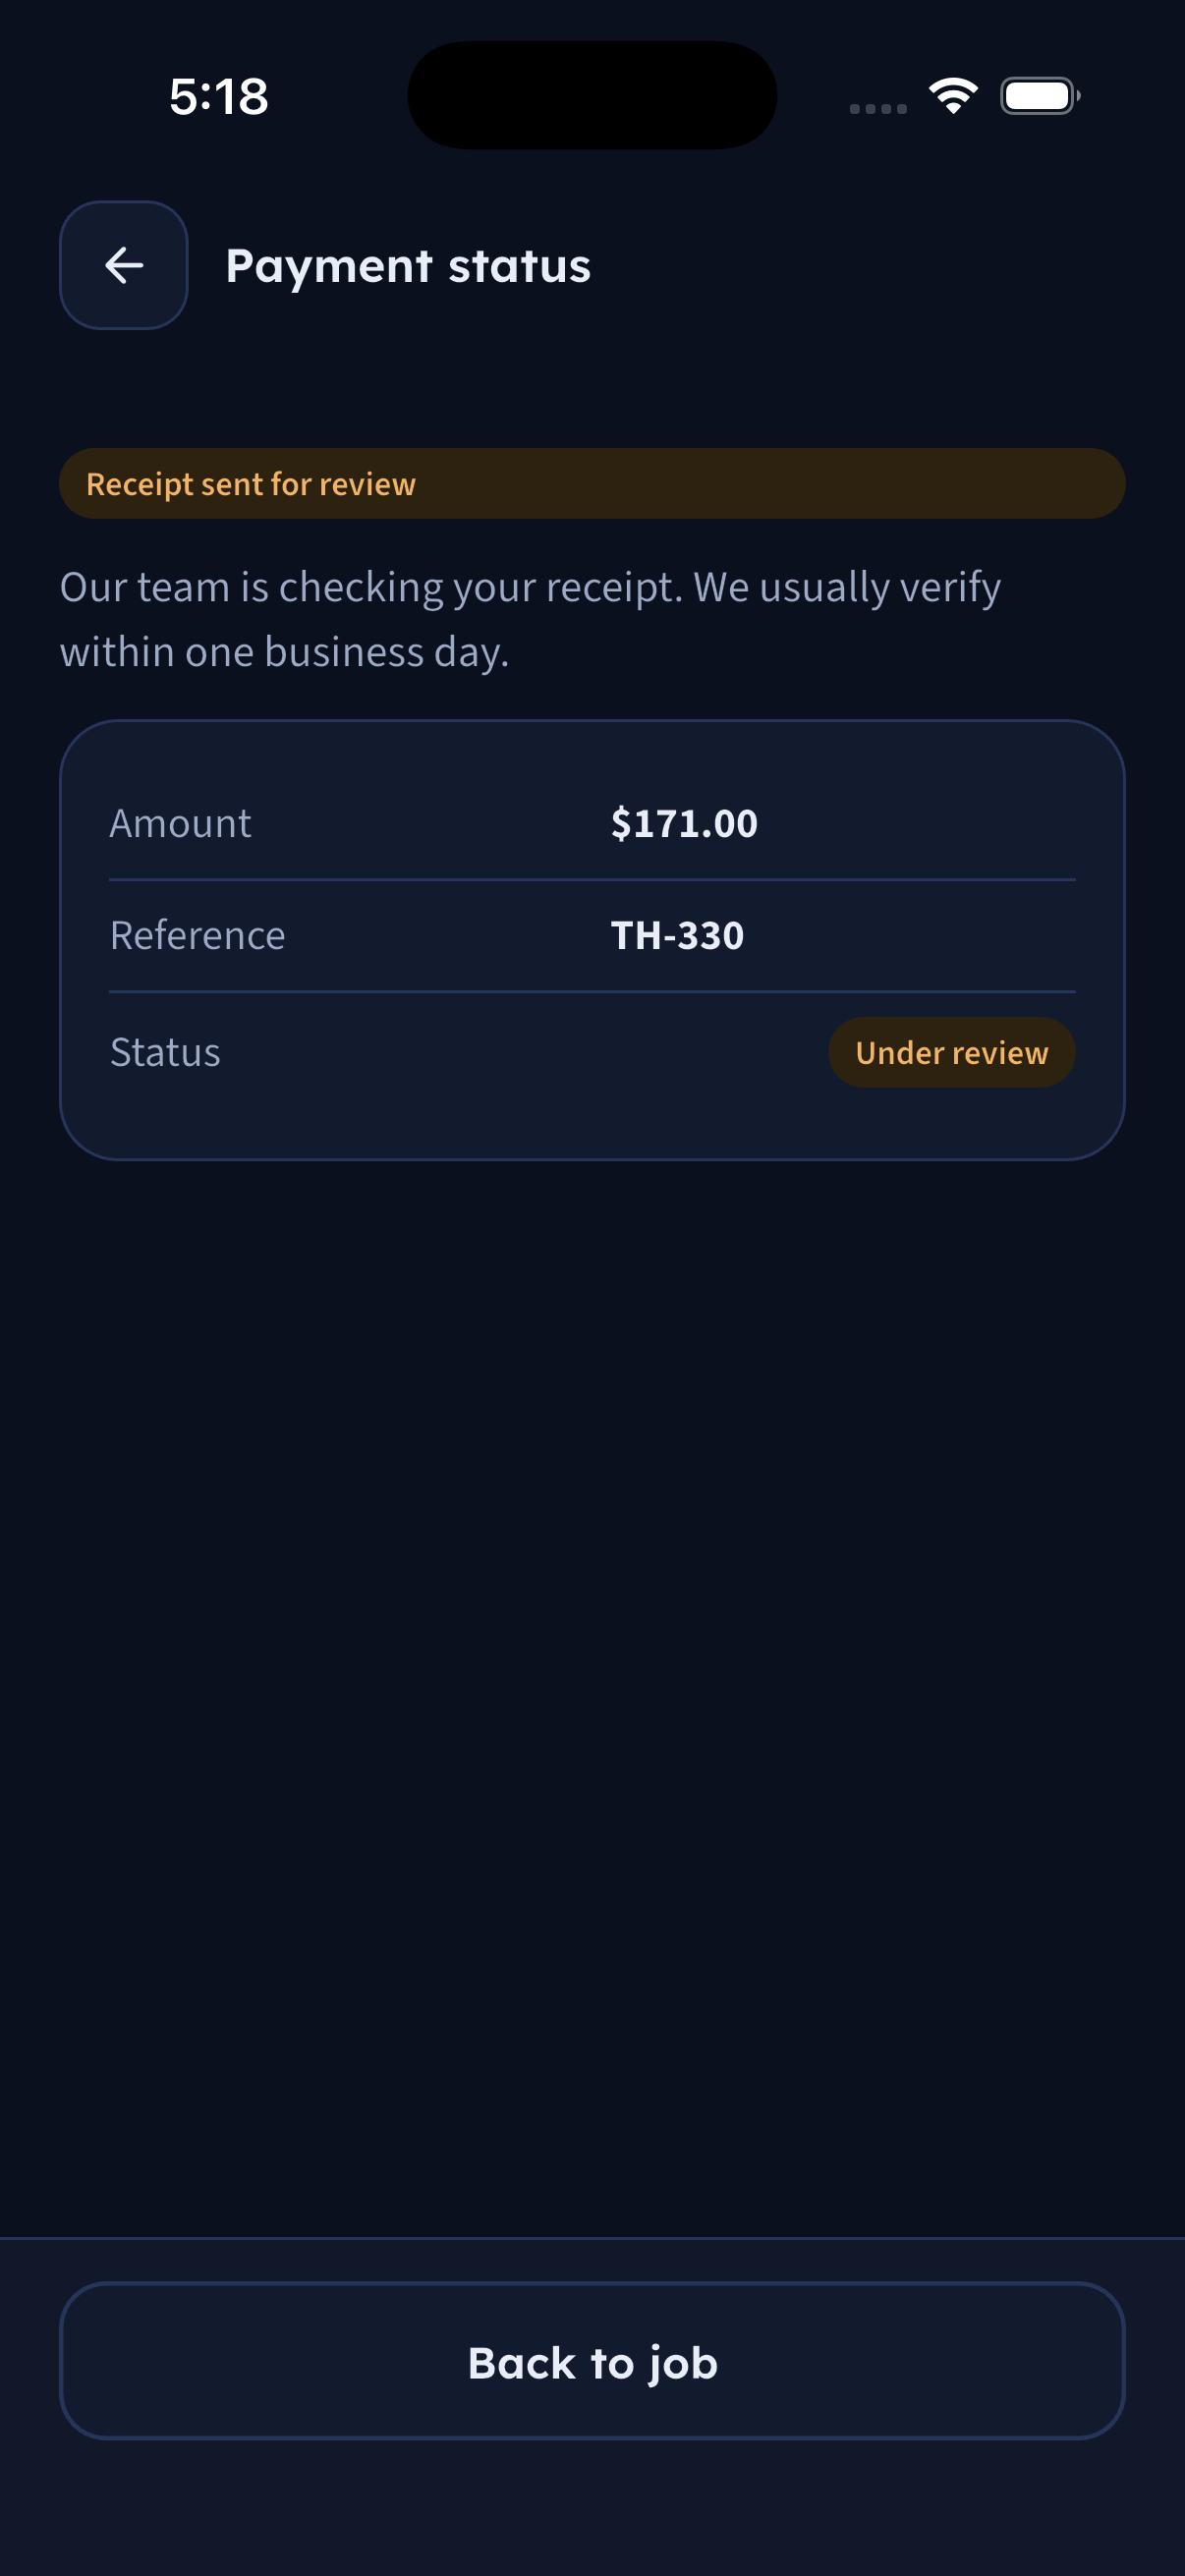 5:18
Payment status
Receipt sent for review
Our team is checking your receipt. We usually verify
within one business day.
Amount $171.00
Reference TH-330
Status Under review
Back to job